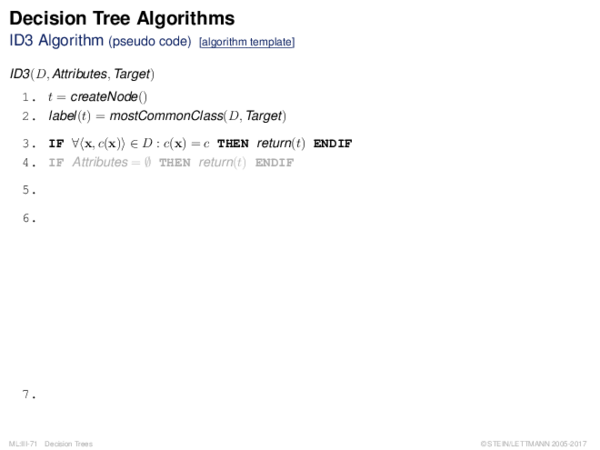 Decision Tree Algorithms
ID3 Algorithm (pseudo code) [algorithm template]
ID3(D, Attributes, Target)
1. t = createNode()
2. label(t) = mostCommonClass(D, Target)
3. IF ∀⟨x, c(x)⟩ ∈ D : c(x) = c THEN return(t) ENDIF
4. IF Attributes = ∅ THEN return(t) ENDIF
5.
6.
7.
ML:III-71 Decision Trees © STEIN/LETTMANN 2005-2017